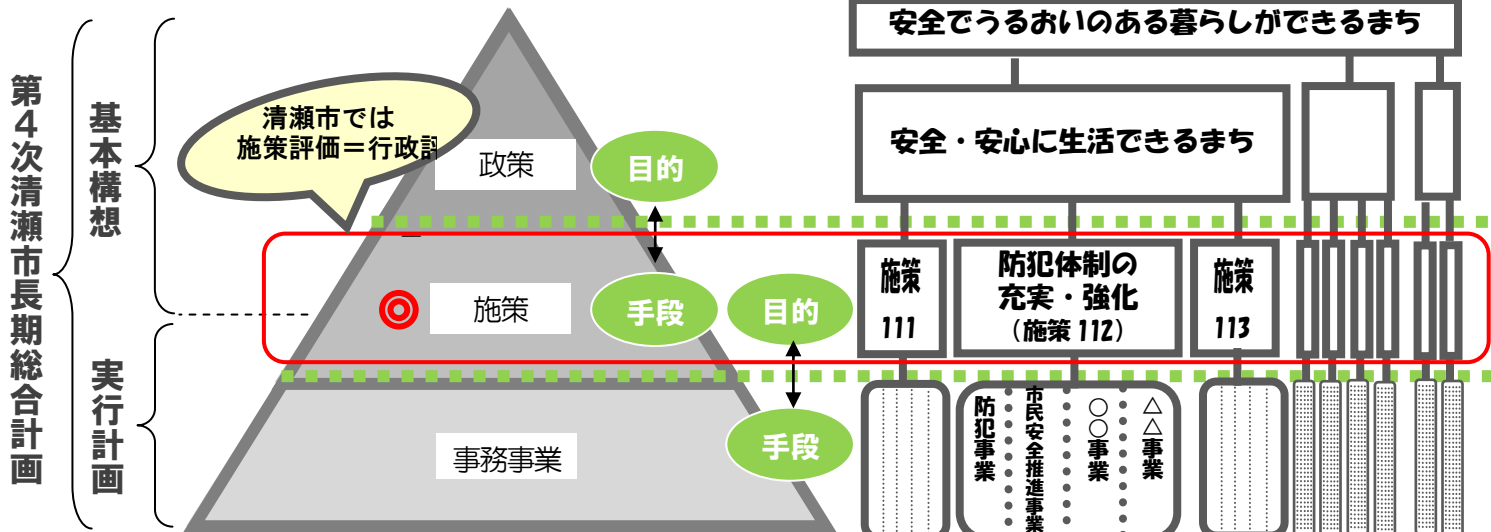 第４次清瀬市長期総合計画
基本構想
実行計画
清瀬市では
施策評価＝行政評
政策
目的
施策
手段
目的
事務事業
手段
安全でうるおいのある暮らしができるまち
安全・安心に生活できるまち
施策
111
防犯体制の
充実・強化
（施策 112）
施策
113
防犯事業
市民安全推進事業
○○事業
△△事業